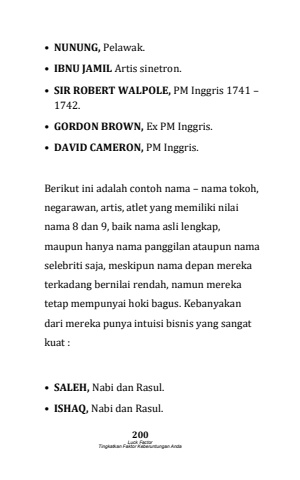 • NUNUNG, Pelawak.
• IBNU JAMIL Artis sinetron.
• SIR ROBERT WALPOLE, PM Inggris 1741 –
1742.
• GORDON BROWN, Ex PM Inggris.
• DAVID CAMERON, PM Inggris.
Berikut ini adalah contoh nama – nama tokoh,
negarawan, artis, atlet yang memiliki nilai
nama 8 dan 9, baik nama asli lengkap,
maupun hanya nama panggilan ataupun nama
selebriti saja, meskipun nama depan mereka
terkadang bernilai rendah, namun mereka
tetap mempunyai hoki bagus. Kebanyakan
dari mereka punya intuisi bisnis yang sangat
kuat :
• SALEH, Nabi dan Rasul.
• ISHAQ, Nabi dan Rasul.
200
Luck Factor
Tingkatkan Faktor Keberuntungan Anda